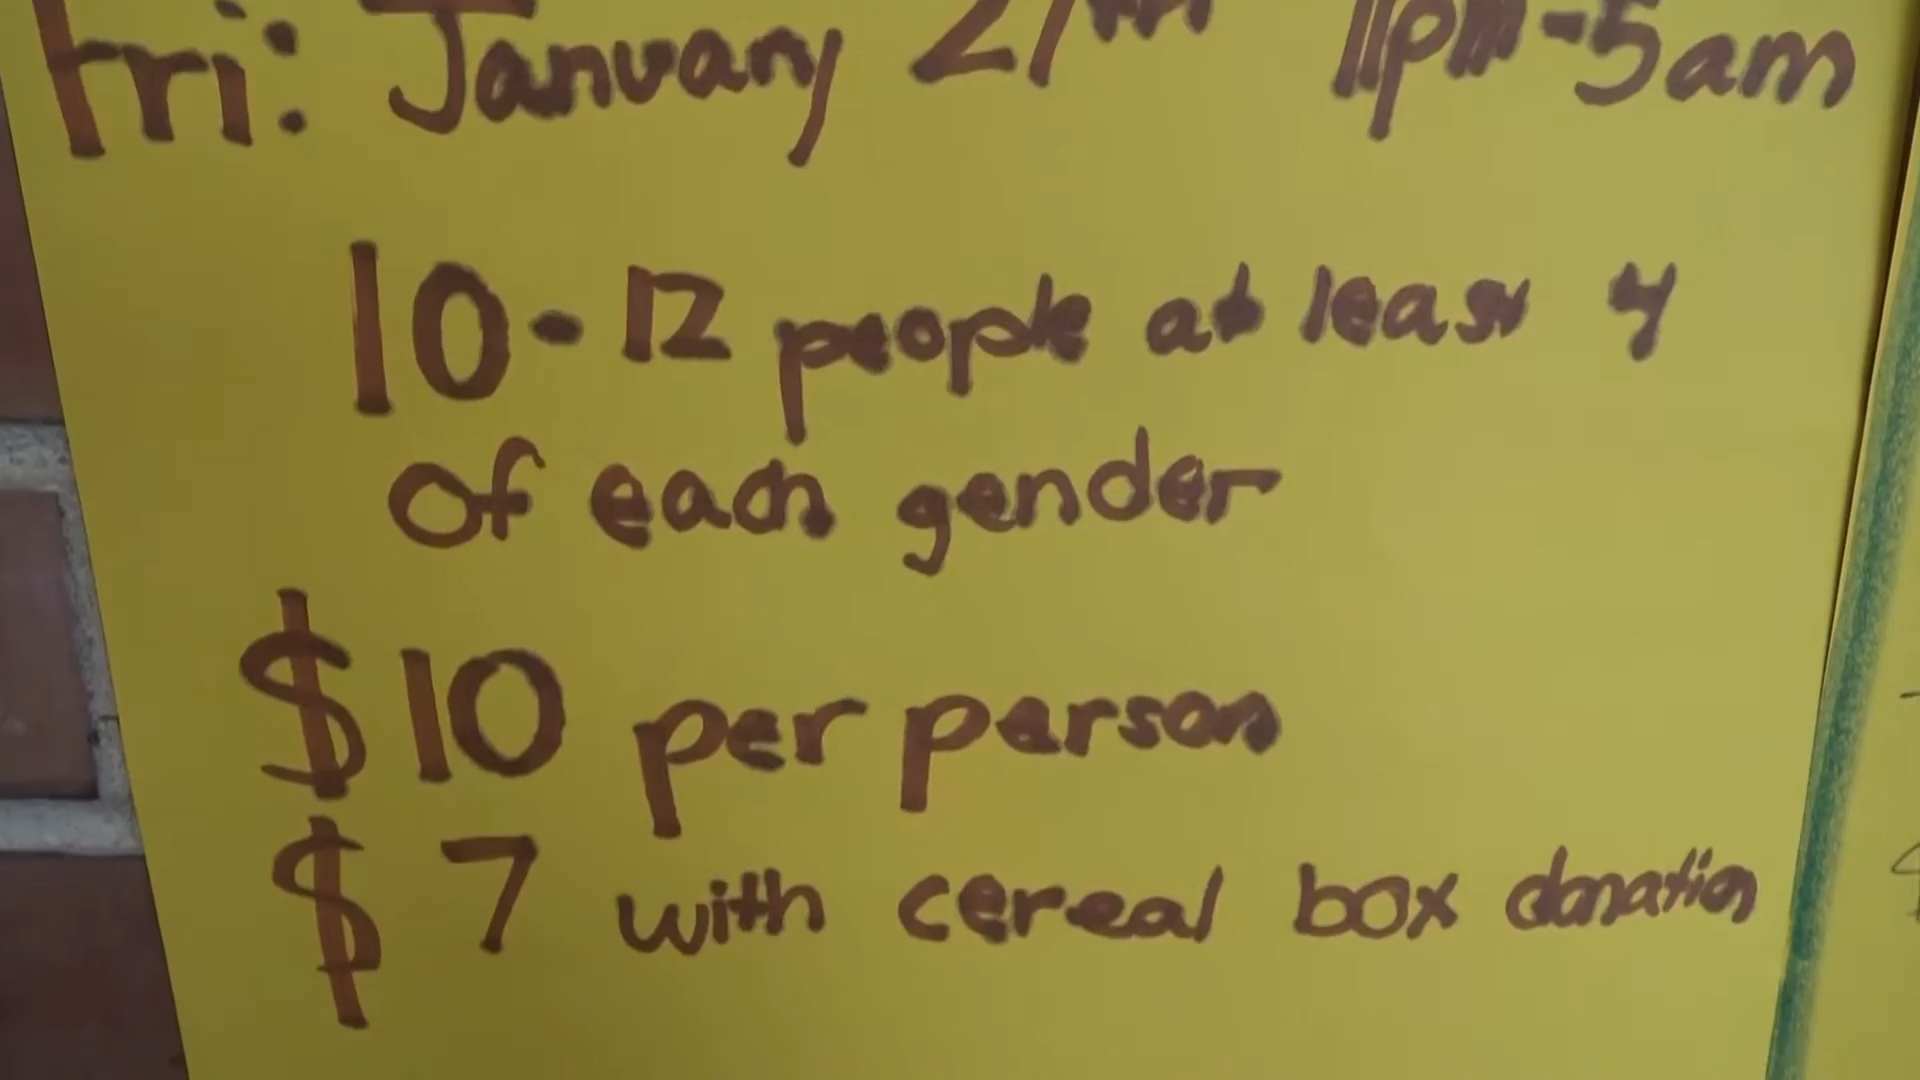 Fri: January 27th 11pm-5am
10-12 people at least 4
of each gender
$10 per person
$7 with cereal box donation